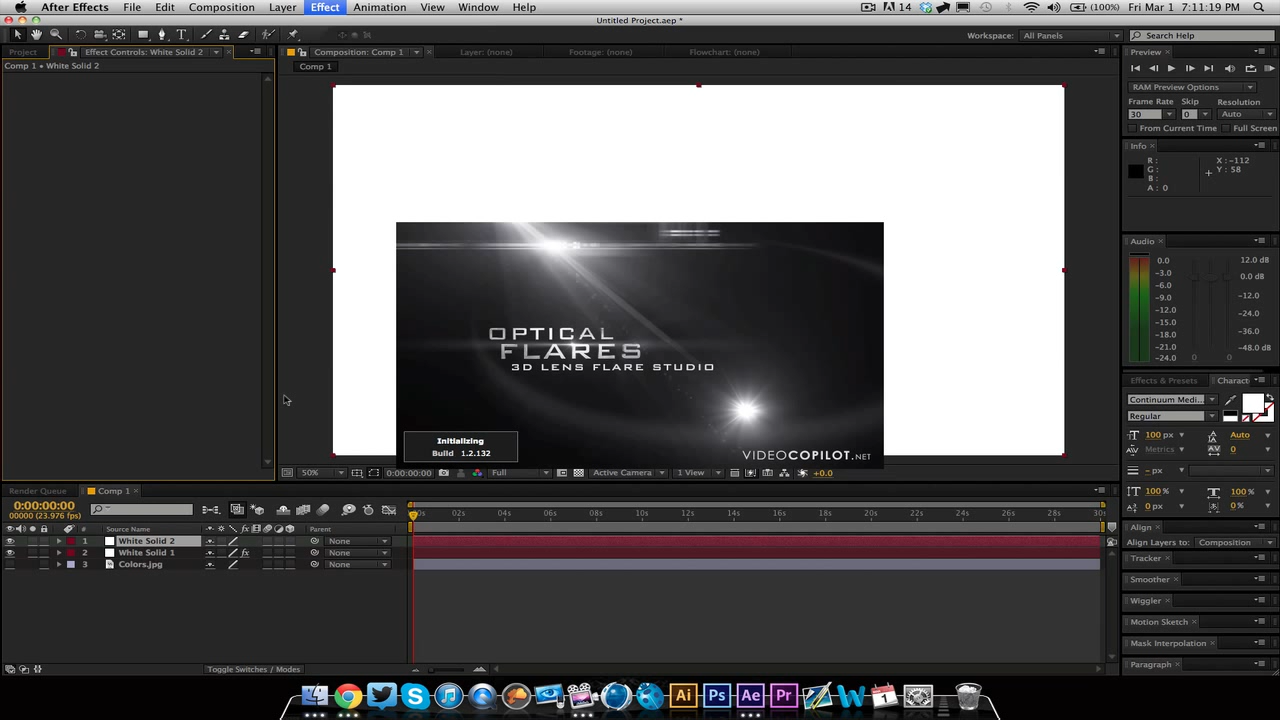 After Effects File Edit Composition Layer Effect Animation View Window Help 14 (100%) Fri Mar 1 7:11:19 PM
Untitled Project.aep *
Workspace: All Panels Search Help
Project Effect Controls: White Solid 2 Composition: Comp 1 Layer: (none) Footage: (none) Flowchart: (none) Preview
Comp 1 • White Solid 2 Comp 1
RAM Preview Options
Frame Rate Skip Resolution
30 0 Auto
From Current Time Full Screen
Info
R : X : -112
G : Y : 58
B :
A : 0
Audio
0.0 12.0 dB
-3.0 0.0 dB
-6.0
-9.0 -12.0
-12.0
-15.0 -24.0
-18.0 -36.0
-21.0 -48.0 dB
-24.0 0 0
OPTICAL
FLARES
3D LENS FLARE STUDIO
Initializing
Build 1.2.132
VIDEOCOPILOT.NET
Effects & Presets Charact
Continuum Medi...
Regular
100 px Auto
Metrics 0
- px
100 % 100 %
0 px 0 %
50% 0:00:00:00 Full Active Camera 1 View +0.0
Render Queue Comp 1
0:00:00:00
00000 (23.976 fps)
02s 04s 06s 08s 10s 12s 14s 16s 18s 20s 22s 24s 26s 28s 30s
# Source Name Parent
1 White Solid 2 None
2 White Solid 1 fx None
3 Colors.jpg None
Toggle Switches / Modes
Align
Align Layers to: Composition
Tracker
Smoother
Wiggler
Motion Sketch
Mask Interpolation
Paragraph
Ai Ps Ae Pr W 1